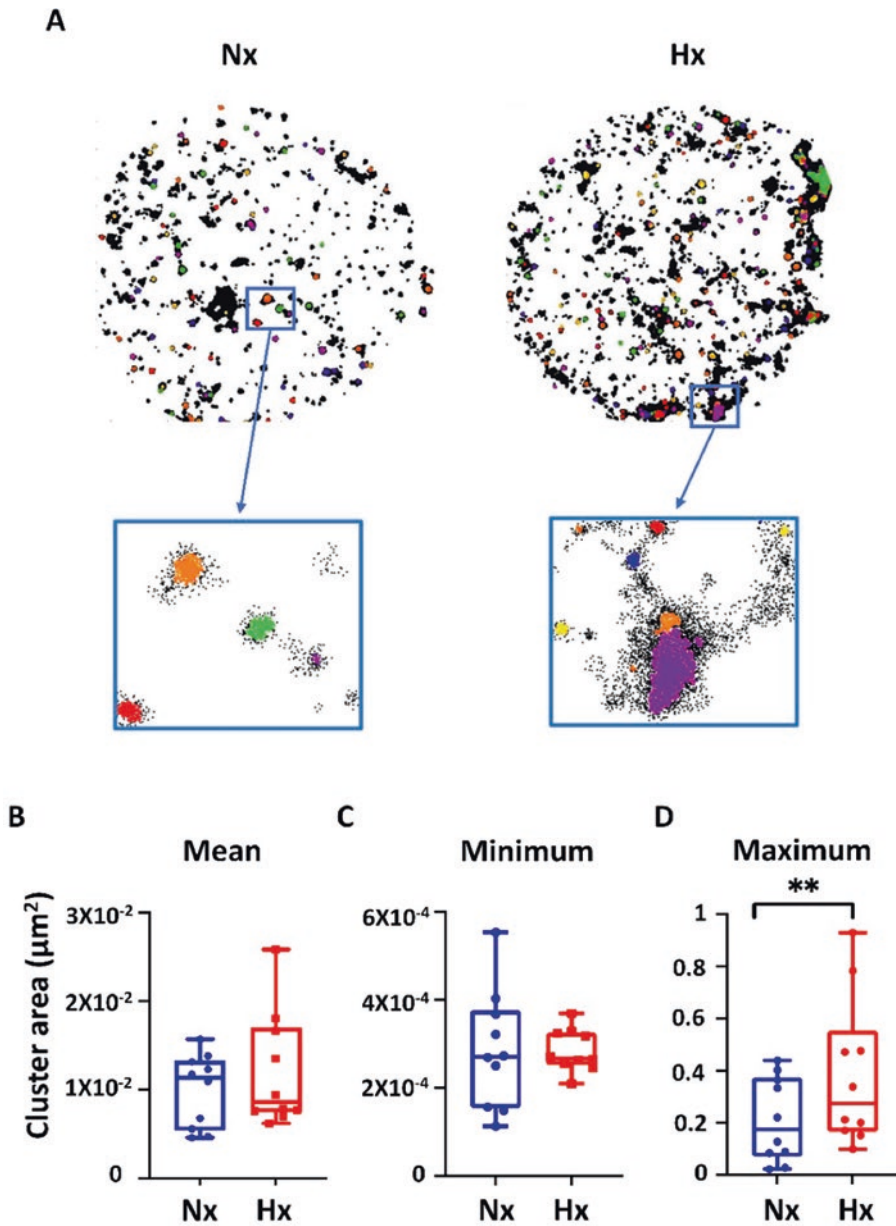 A
Nx Hx
B C D
Mean Minimum Maximum
Cluster area (µm²)
3X10⁻²
2X10⁻²
1X10⁻²
0
Nx Hx
6X10⁻⁴
4X10⁻⁴
2X10⁻⁴
0
Nx Hx
**
1
0.8
0.6
0.4
0.2
0
Nx Hx